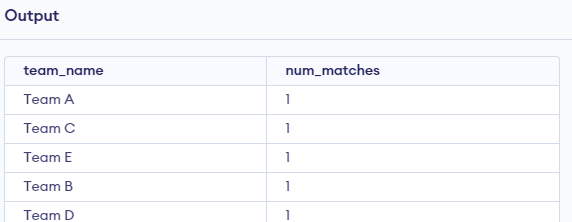 Output
team_name num_matches
Team A 1
Team C 1
Team E 1
Team B 1
Team D 1